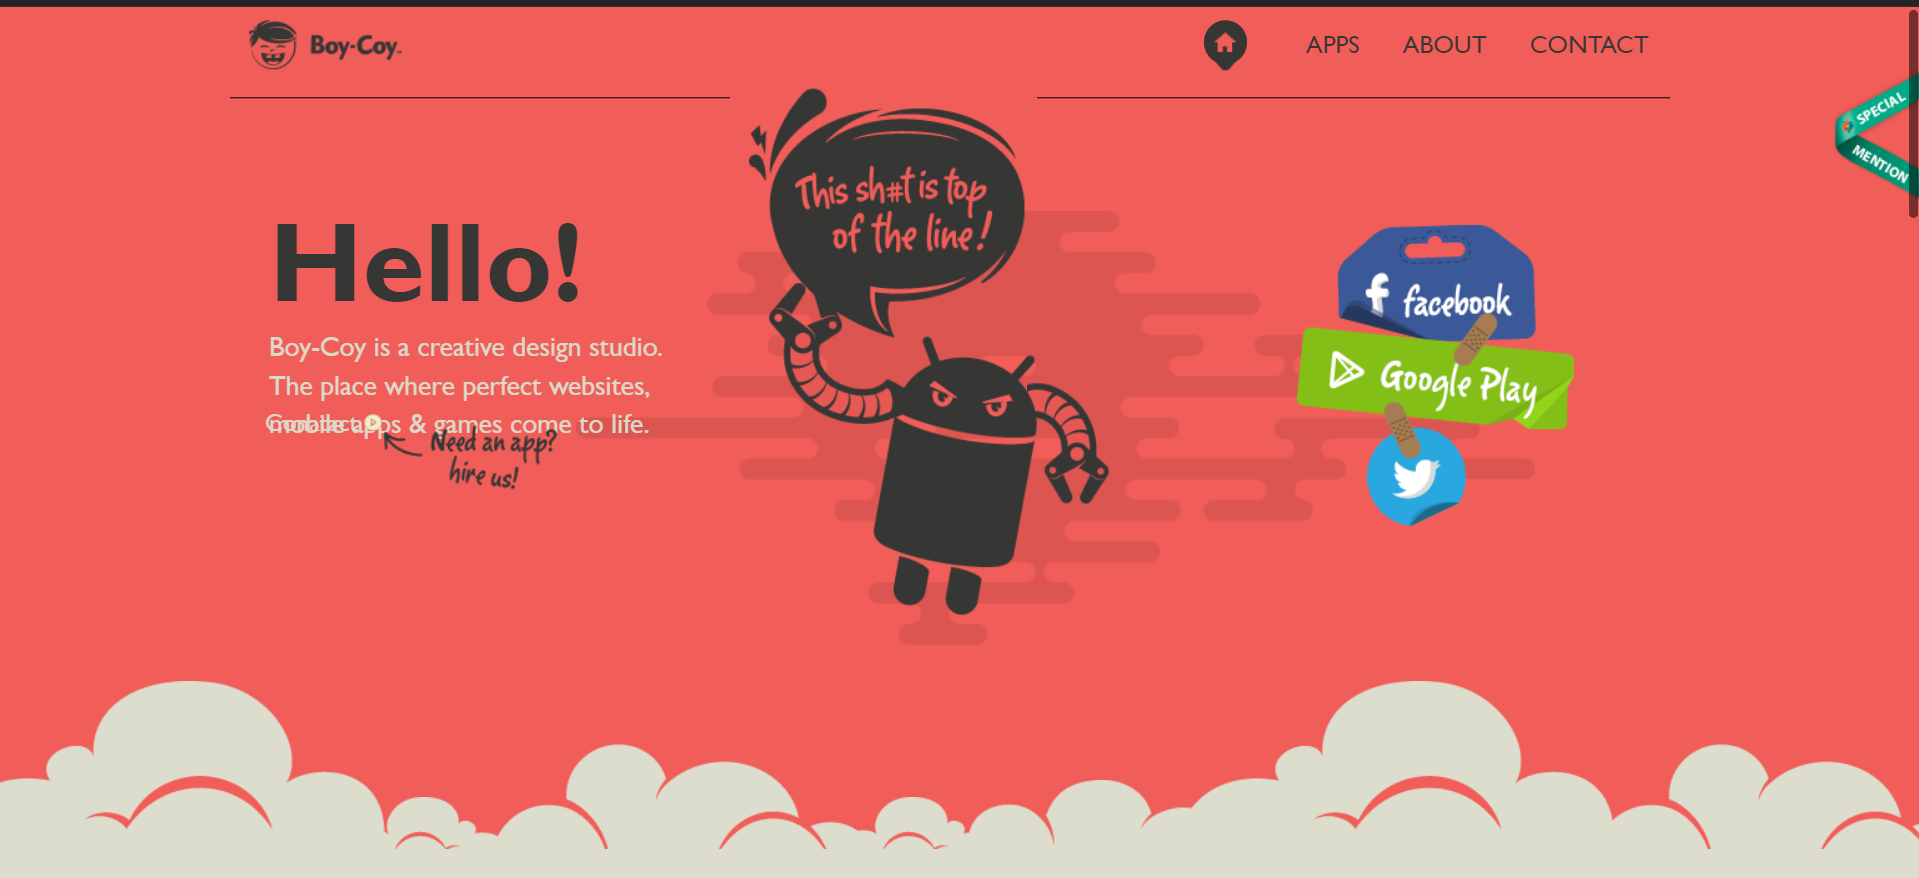 Boy-Coy
APPS
ABOUT
CONTACT
SPECIAL
MENTION
This sh#t is top
of the line!
Hello!
Boy-Coy is a creative design studio.
The place where perfect websites,
mobile apps & games come to life.
Contact
Need an app?
hire us!
facebook
Google Play